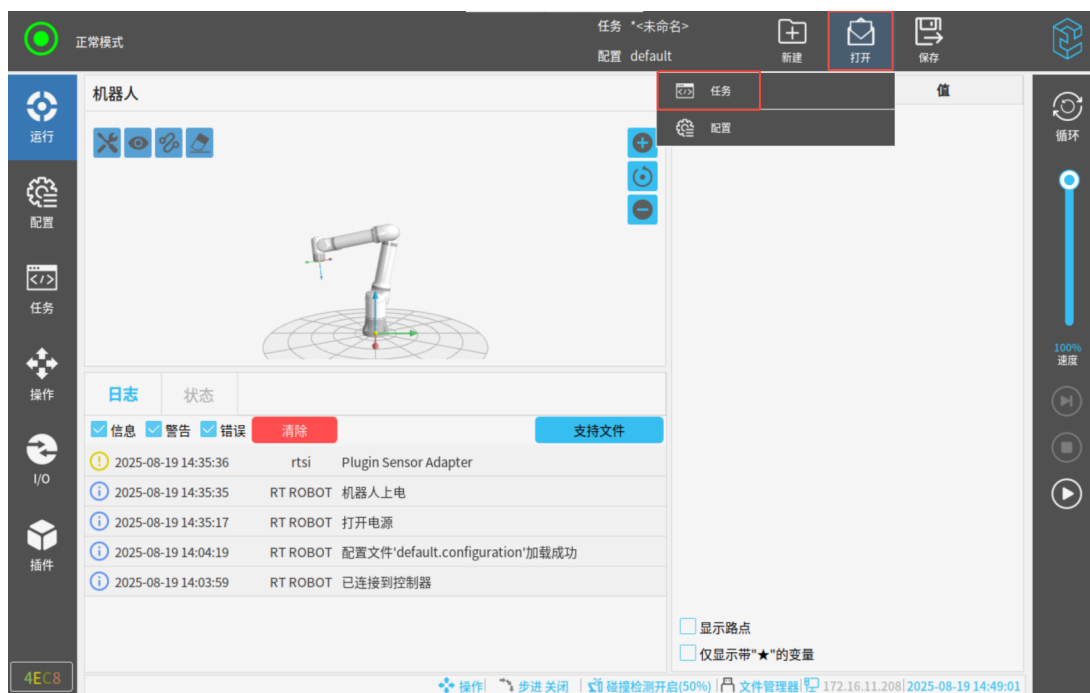 正常模式
任务 *<未命名>
配置 default
新建
打开
保存
任务
配置
机器人
值
运行
配置
任务
操作
I/O
插件
4EC8
循环
100%
速度
日志 状态
信息 警告 错误 清除 支持文件
2025-08-19 14:35:36 rtsi Plugin Sensor Adapter
2025-08-19 14:35:35 RT ROBOT 机器人上电
2025-08-19 14:35:17 RT ROBOT 打开电源
2025-08-19 14:04:19 RT ROBOT 配置文件'default.configuration'加载成功
2025-08-19 14:03:59 RT ROBOT 已连接到控制器
显示路点
仅显示带"★"的变量
操作 步进 关闭 碰撞检测开启(50%) 文件管理器 172.16.11.208 2025-08-19 14:49:01